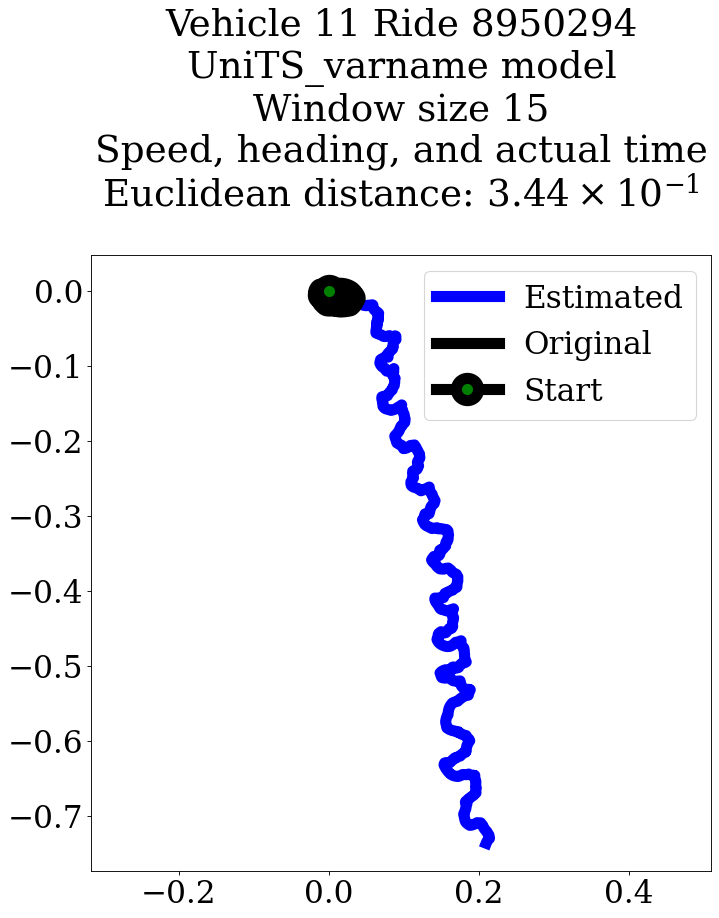 Vehicle 11 Ride 8950294
UniTS_varname model
Window size 15
Speed, heading, and actual time
Euclidean distance: 3.44 × 10⁻¹
Estimated
Original
Start
0.0
−0.1
−0.2
−0.3
−0.4
−0.5
−0.6
−0.7
−0.2 0.0 0.2 0.4